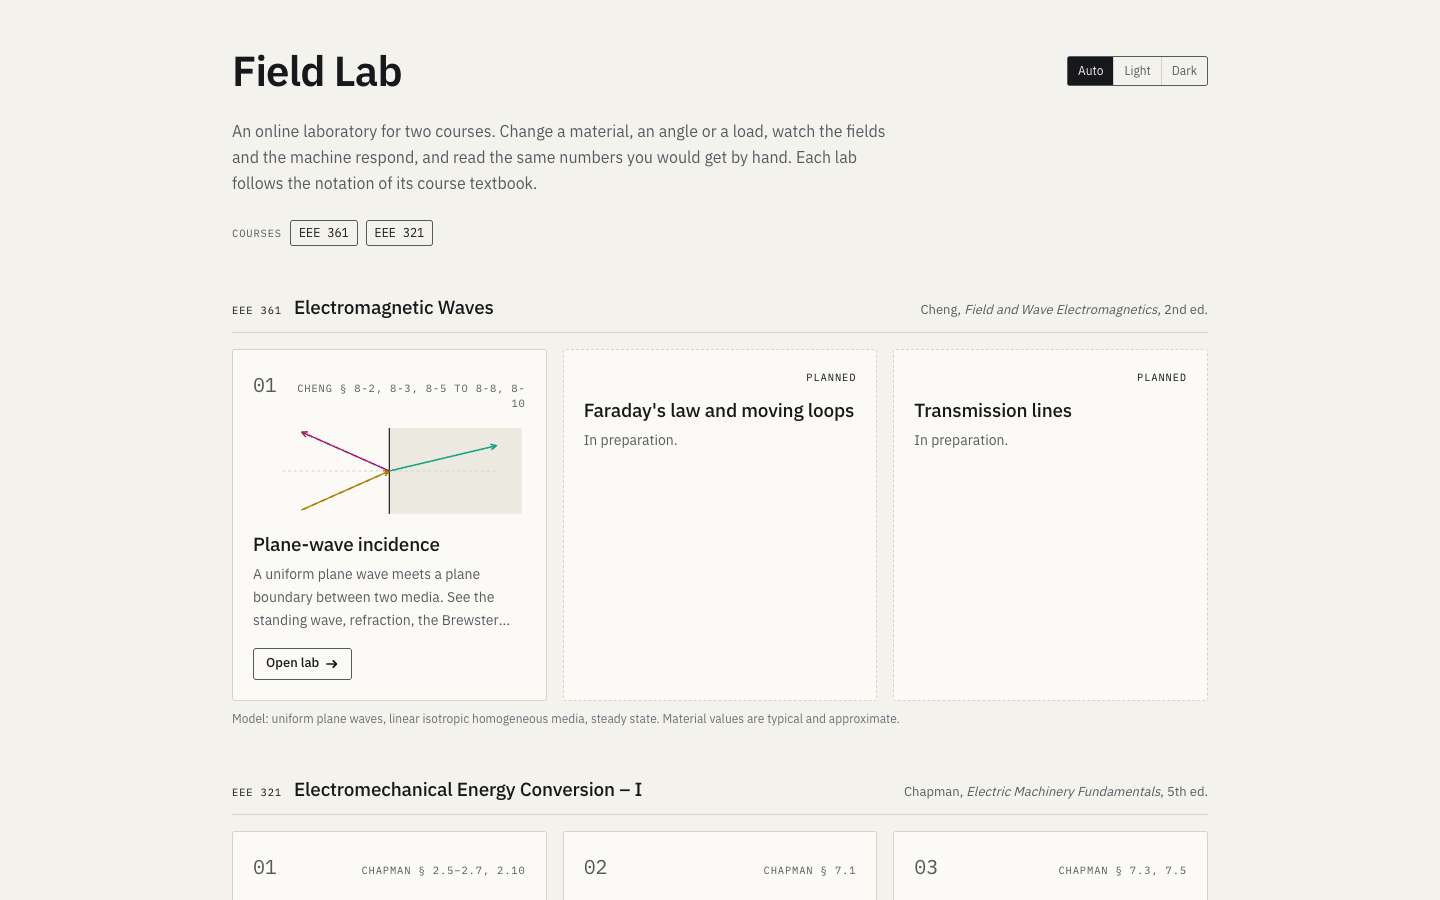 Field Lab
Auto Light Dark
An online laboratory for two courses. Change a material, an angle or a load, watch the fields
and the machine respond, and read the same numbers you would get by hand. Each lab
follows the notation of its course textbook.
COURSES EEE 361 EEE 321
EEE 361 Electromagnetic Waves
Cheng, Field and Wave Electromagnetics, 2nd ed.
01 CHENG § 8-2, 8-3, 8-5 TO 8-8, 8-
10
Plane-wave incidence
A uniform plane wave meets a plane
boundary between two media. See the
standing wave, refraction, the Brewster…
Open lab →
PLANNED
Faraday's law and moving loops
In preparation.
PLANNED
Transmission lines
In preparation.
Model: uniform plane waves, linear isotropic homogeneous media, steady state. Material values are typical and approximate.
EEE 321 Electromechanical Energy Conversion – I
Chapman, Electric Machinery Fundamentals, 5th ed.
01 CHAPMAN § 2.5–2.7, 2.10
02 CHAPMAN § 7.1
03 CHAPMAN § 7.3, 7.5